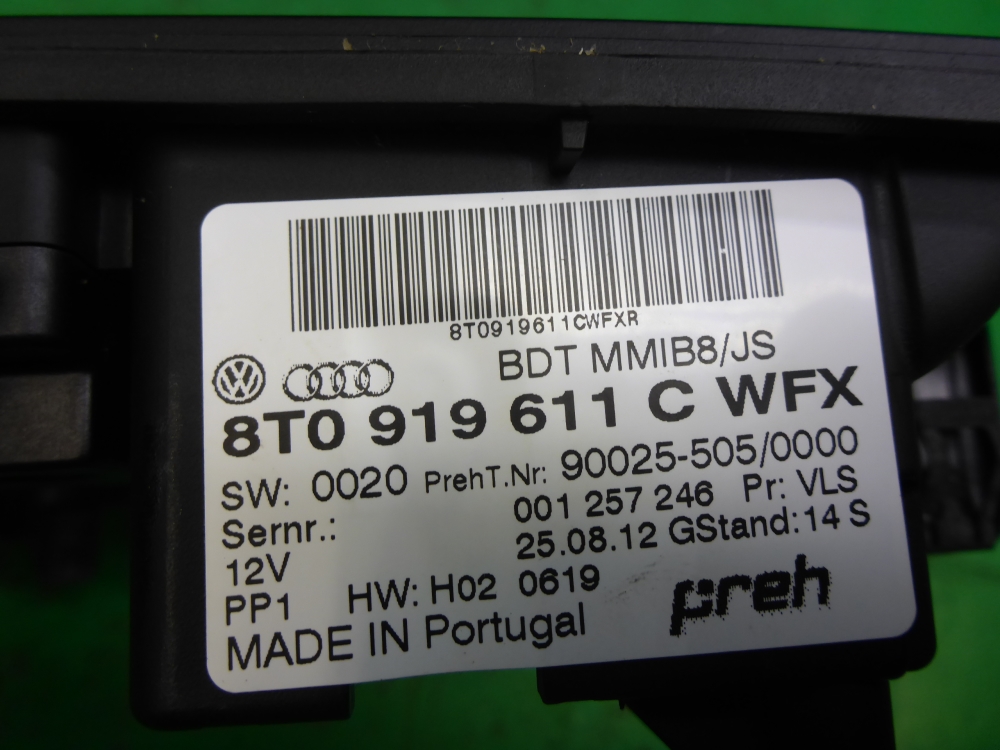 8T0919611CWFXR
BDT MMIB8/JS
8T0 919 611 C WFX
SW: 0020 PrehT.Nr: 90025-505/0000
Sernr.: 001 257 246 Pr: VLS
12V 25.08.12 GStand: 14 S
PP1 HW: H02 0619
MADE IN Portugal preh